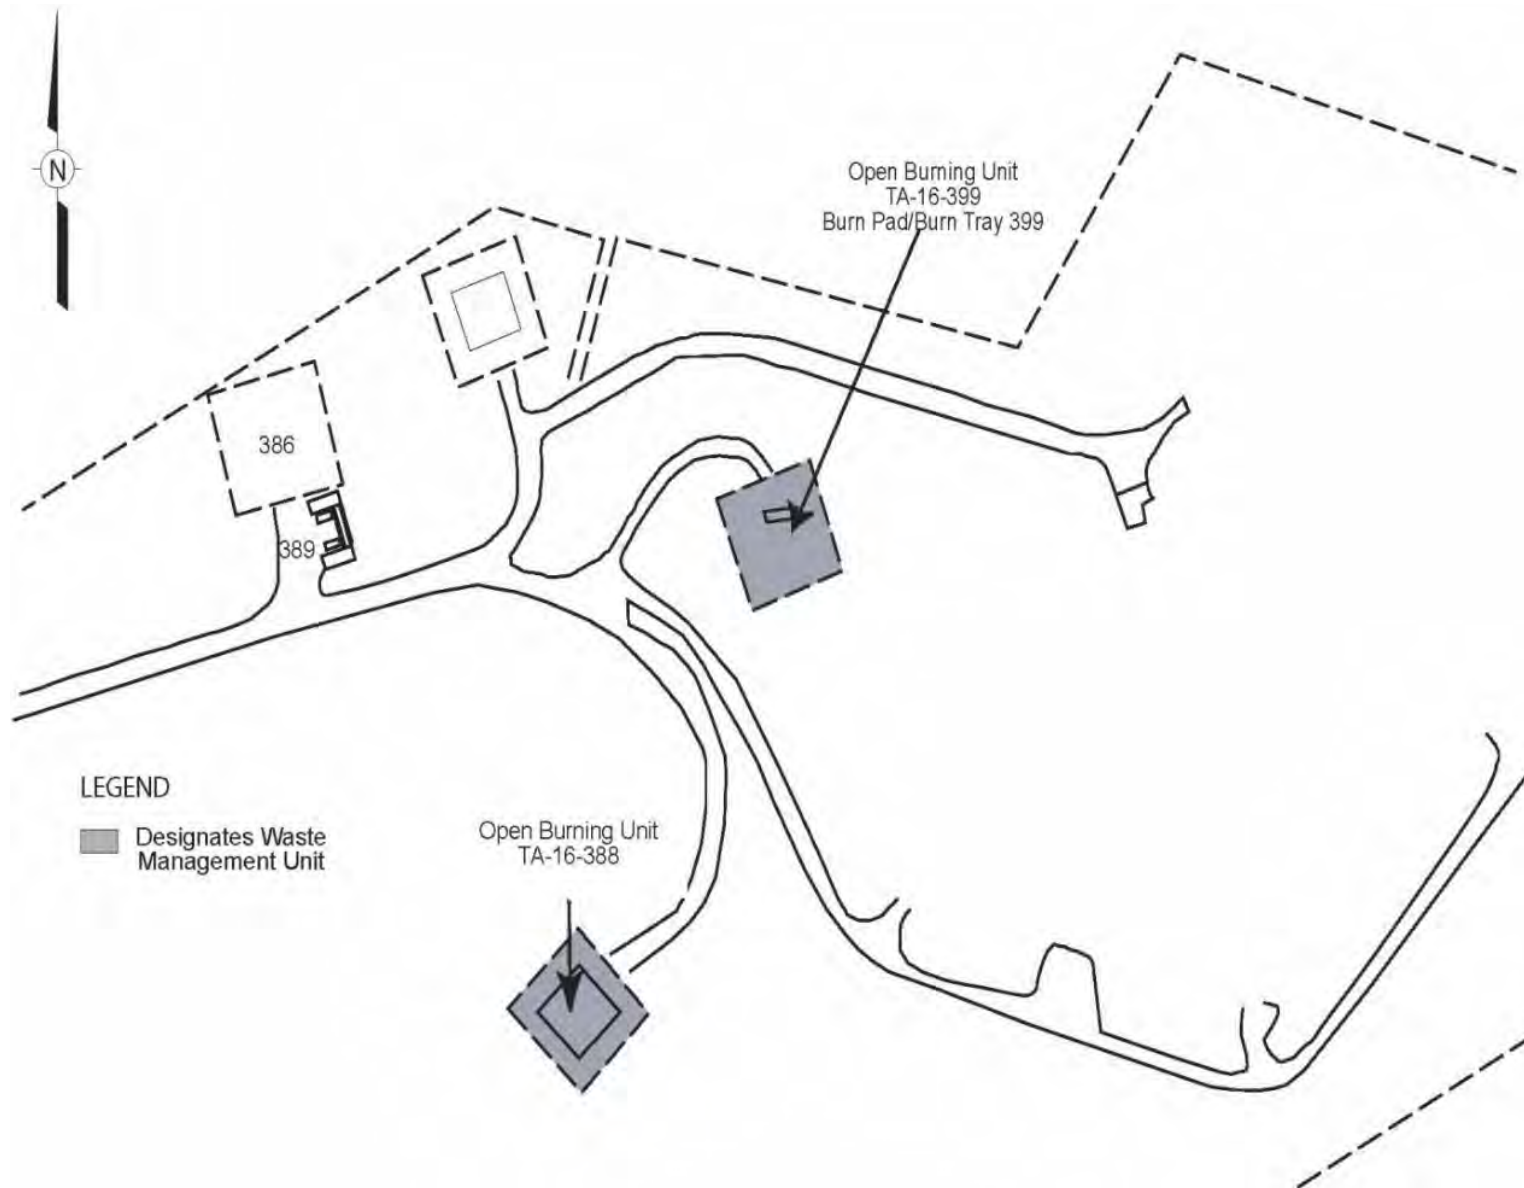 N
Open Burning Unit
TA-16-399
Burn Pad/Burn Tray 399
386
389
LEGEND
Designates Waste
Management Unit
Open Burning Unit
TA-16-388